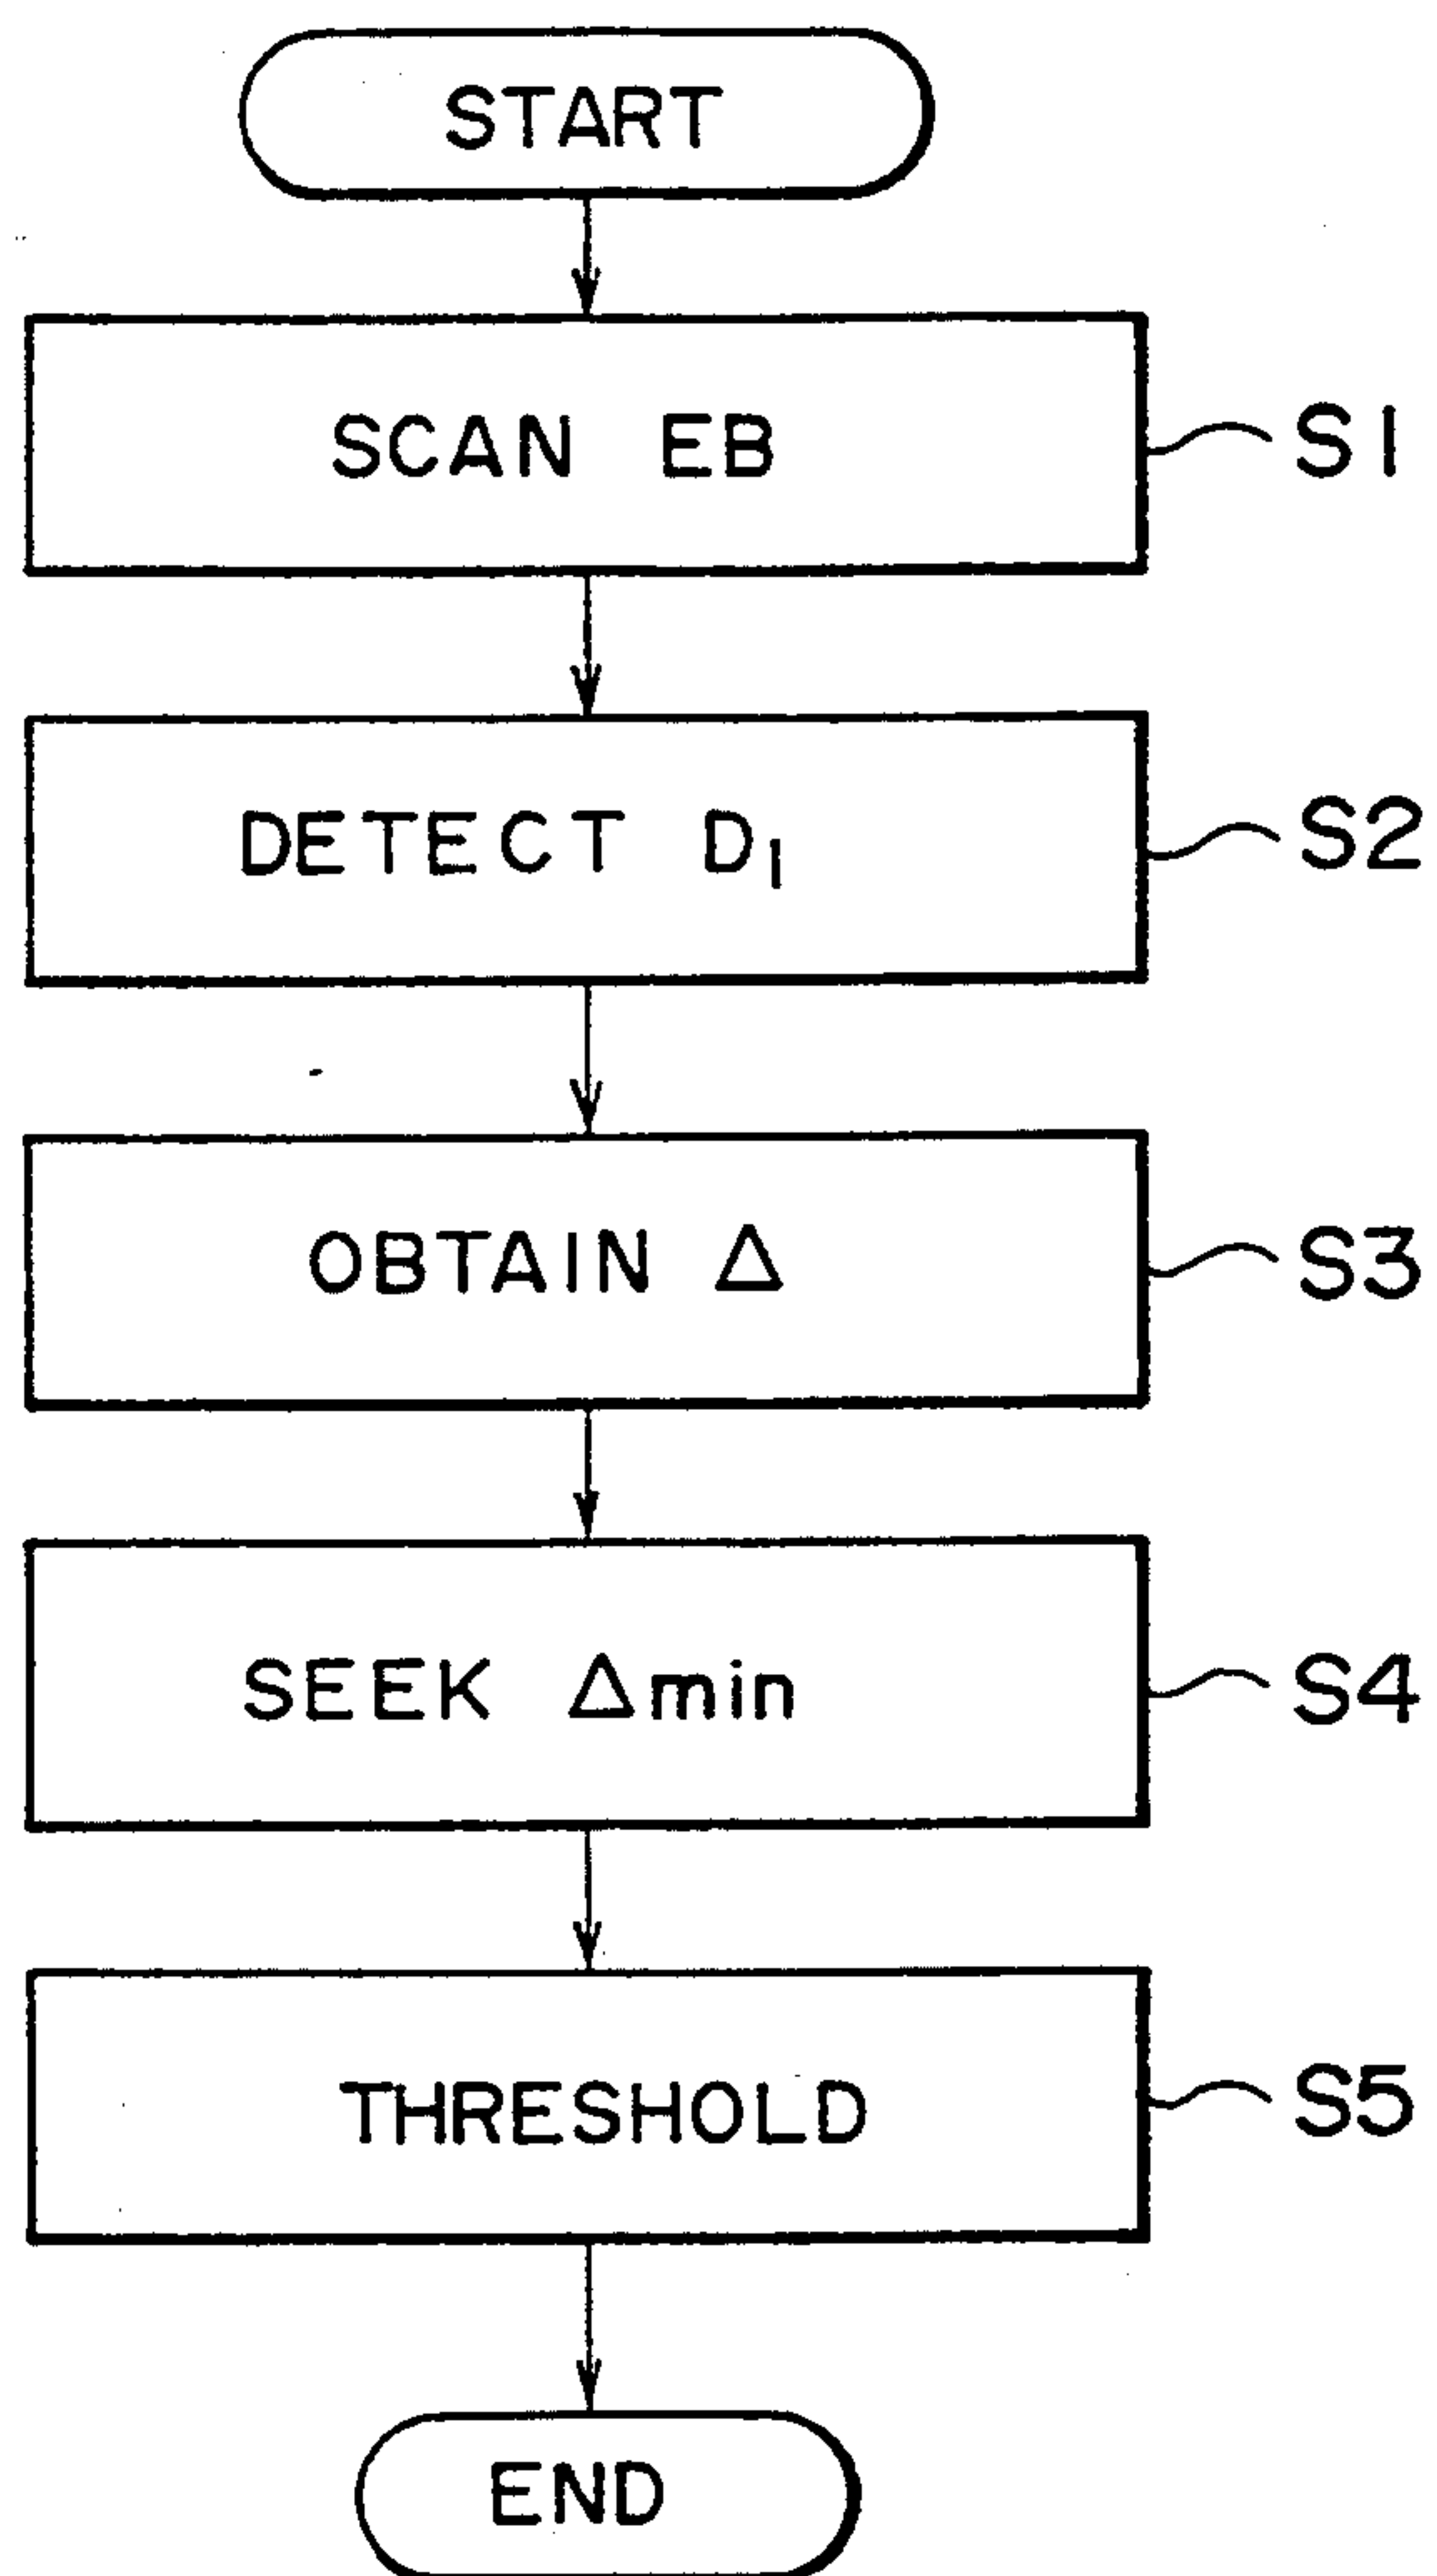 START
SCAN EB
S1
DETECT D₁
S2
OBTAIN Δ
S3
SEEK Δmin
S4
THRESHOLD
S5
END